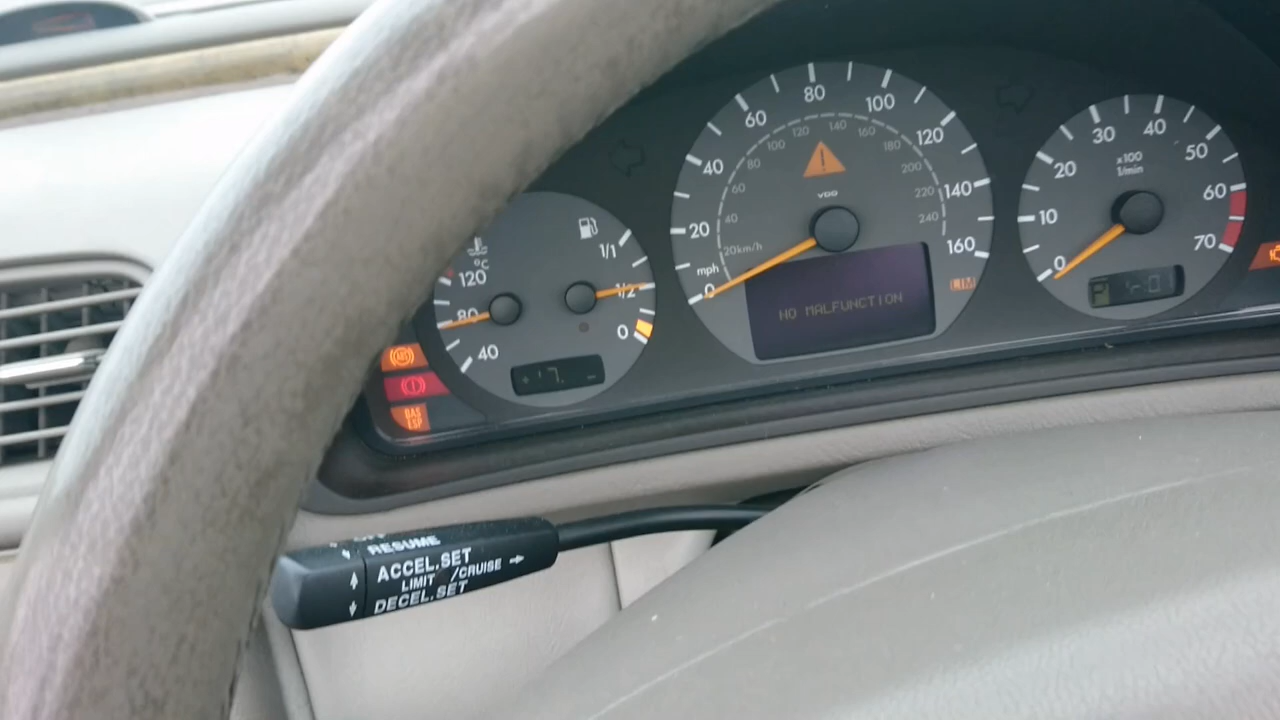 °C
120
80
40
1/1
1/2
0
7.
ABS
DAS
ESP
0
20
40
60
80
100
120
140
160
mph
20km/h
40
60
80
100
120
140
160
180
200
220
240
VDO
NO MALFUNCTION
LIM
0
10
20
30
40
50
60
70
x100
1/min
P
RESUME
ACCEL.SET
LIMIT /CRUISE
DECEL.SET